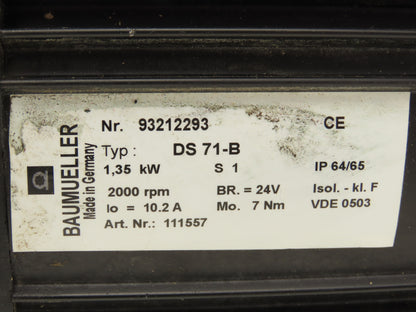 BAUMUELLER
Made in Germany
Nr. 93212293 CE
Typ : DS 71-B
1,35 kW S 1 IP 64/65
2000 rpm BR. = 24V Isol. - kl. F
Io = 10.2 A Mo. 7 Nm VDE 0503
Art. Nr.: 111557